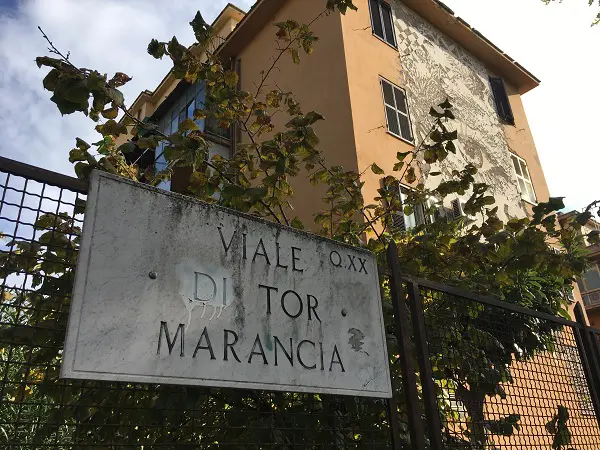 VIALE Q.XX
DI TOR
MARANCIA